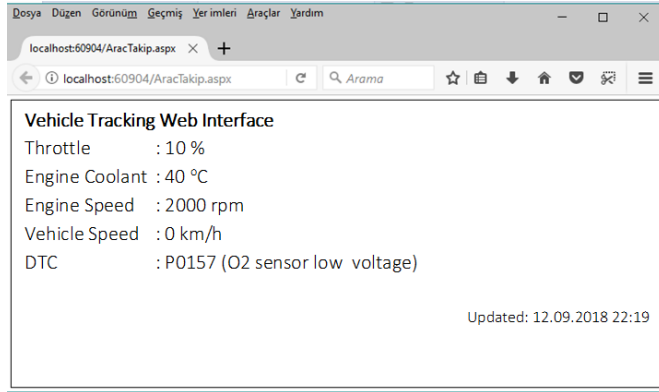 Dosya Düzen Görünüm Geçmiş Yer imleri Araçlar Yardım
localhost:60904/AracTakip.aspx
localhost:60904/AracTakip.aspx Arama
Vehicle Tracking Web Interface
Throttle : 10 %
Engine Coolant : 40 °C
Engine Speed : 2000 rpm
Vehicle Speed : 0 km/h
DTC : P0157 (O2 sensor low voltage)
Updated: 12.09.2018 22:19